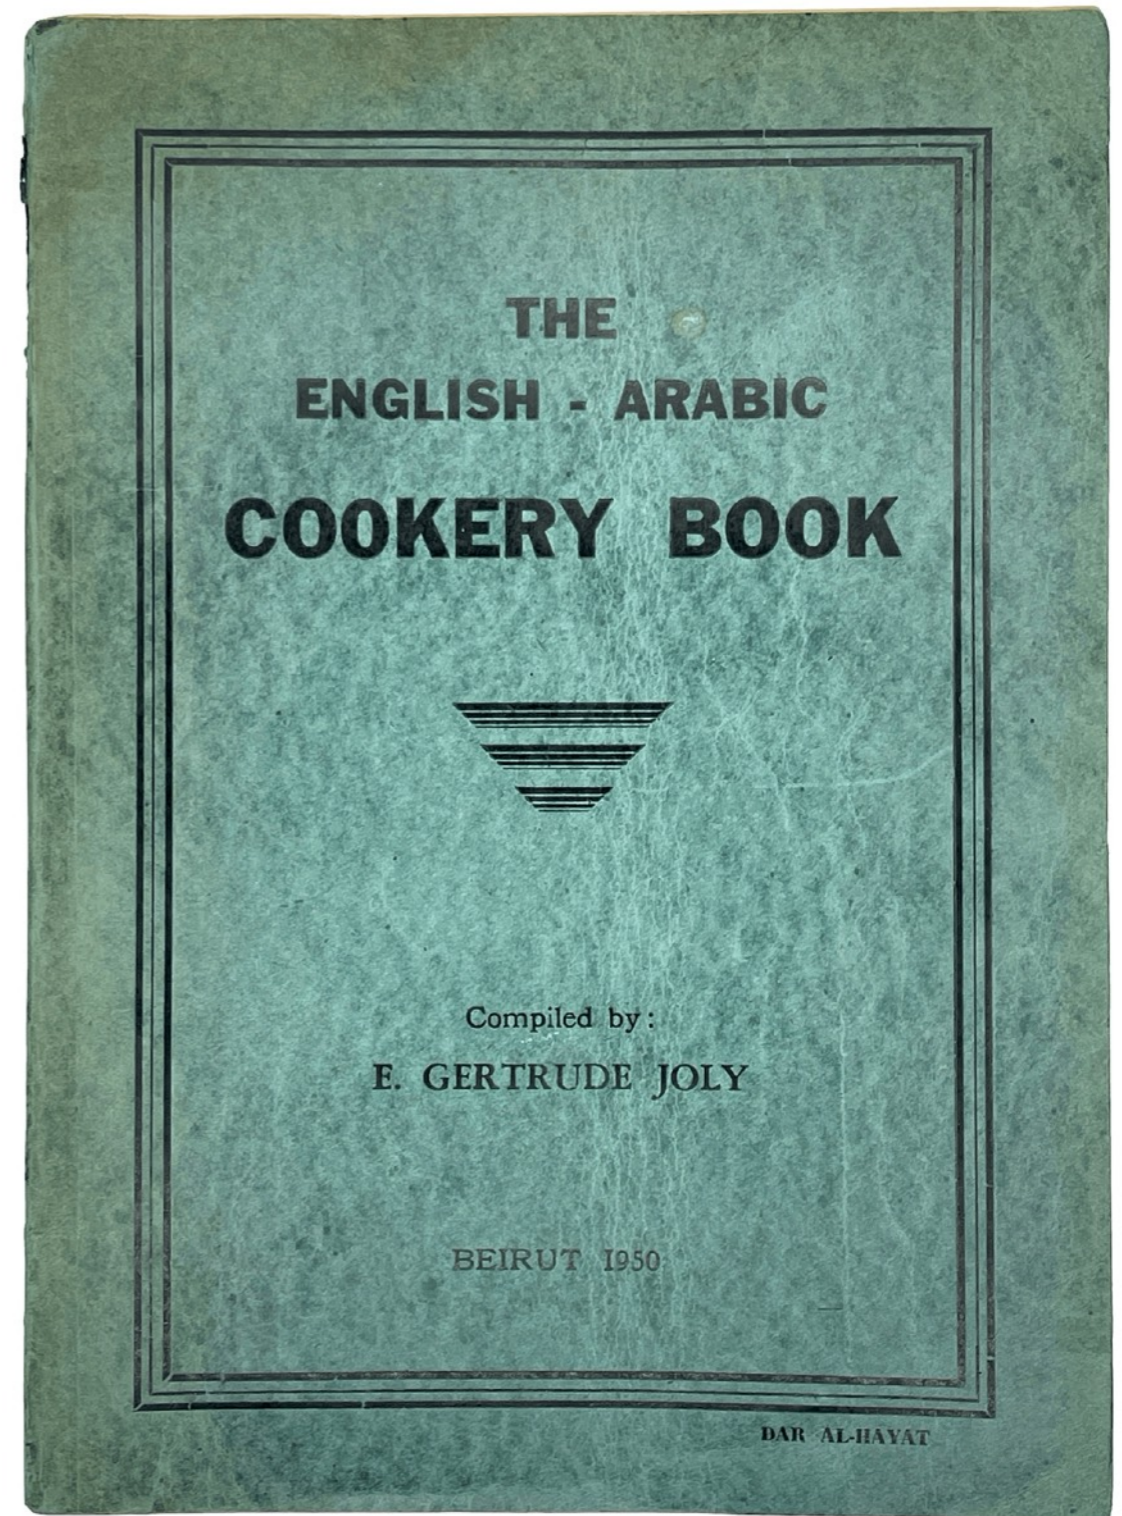 THE
ENGLISH - ARABIC
COOKERY BOOK
Compiled by :
E. GERTRUDE JOLY
BEIRUT 1950
DAR AL-HAYAT